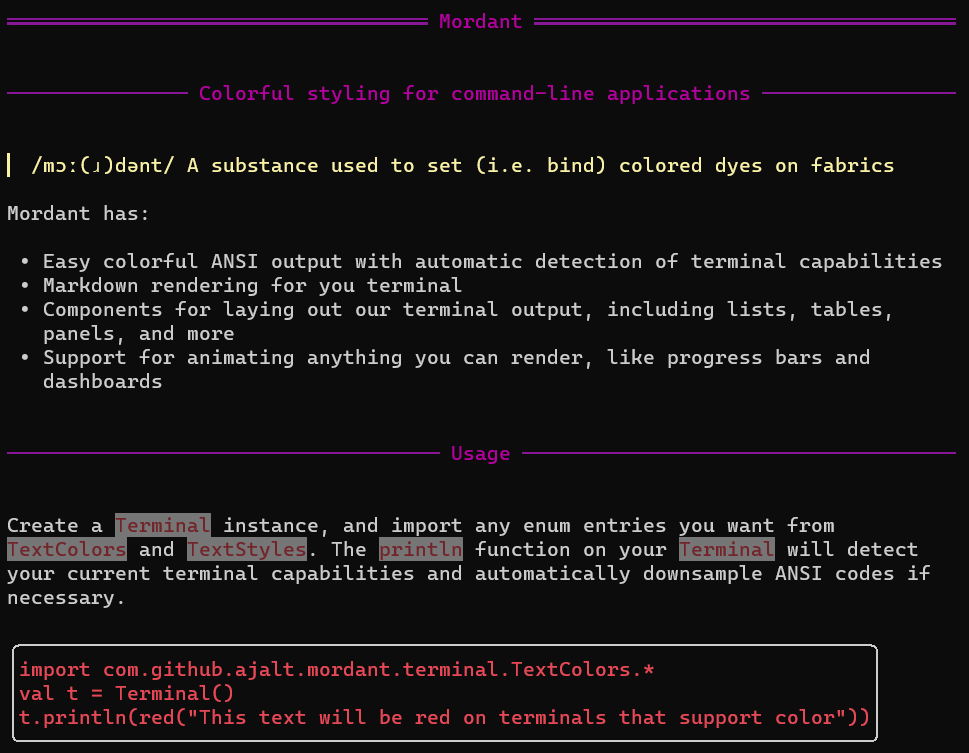 Mordant
Colorful styling for command-line applications
/mɔː(ɹ)dənt/ A substance used to set (i.e. bind) colored dyes on fabrics
Mordant has:
• Easy colorful ANSI output with automatic detection of terminal capabilities
• Markdown rendering for you terminal
• Components for laying out our terminal output, including lists, tables,
panels, and more
• Support for animating anything you can render, like progress bars and
dashboards
Usage
Create a Terminal instance, and import any enum entries you want from
TextColors and TextStyles. The println function on your Terminal will detect
your current terminal capabilities and automatically downsample ANSI codes if
necessary.
import com.github.ajalt.mordant.terminal.TextColors.*
val t = Terminal()
t.println(red("This text will be red on terminals that support color"))